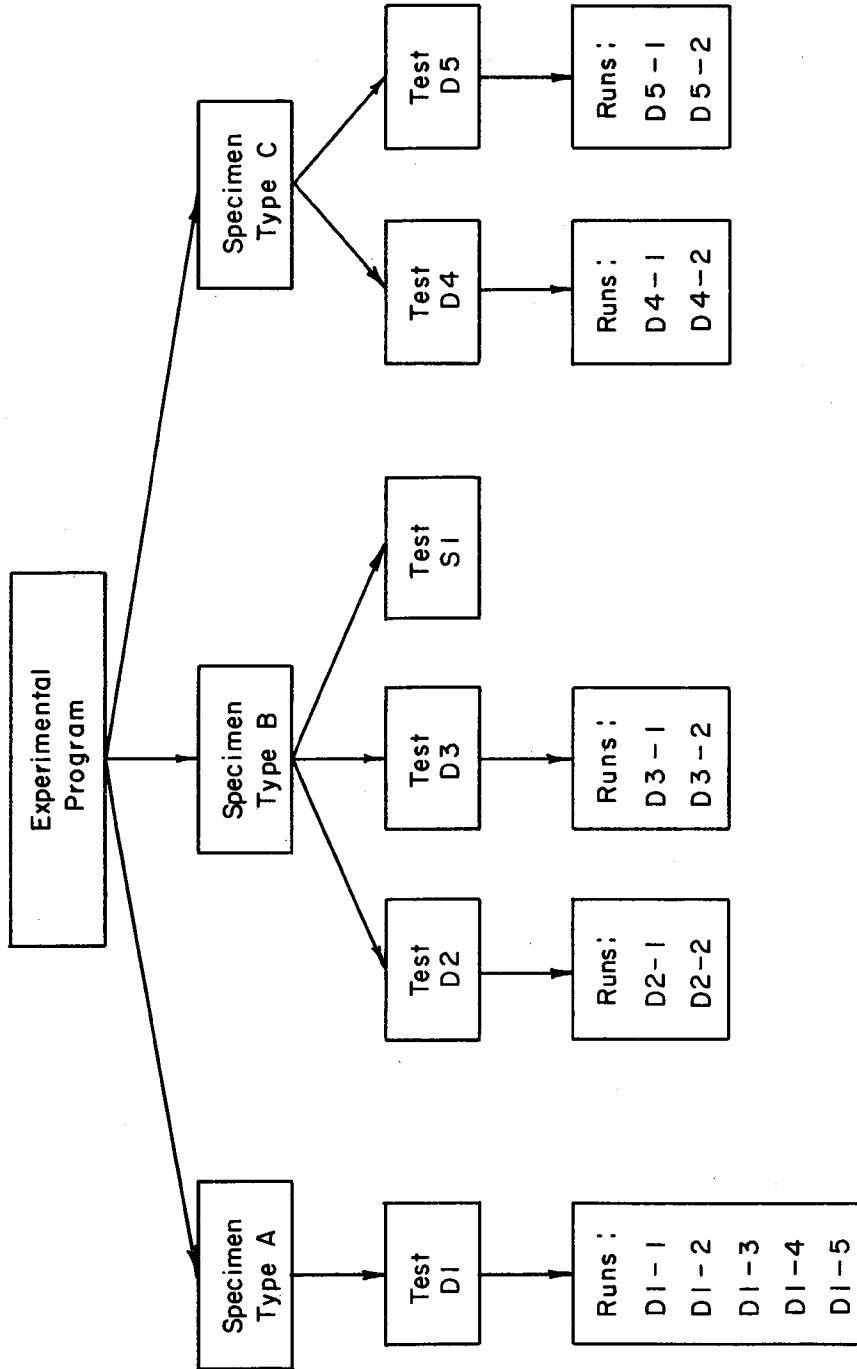 Experimental
Program
Specimen
Type A
Specimen
Type B
Specimen
Type C
Test
D1
Test
D2
Test
D3
Test
S1
Test
D4
Test
D5
Runs:
D1-1
D1-2
D1-3
D1-4
D1-5
Runs:
D2-1
D2-2
Runs:
D3-1
D3-2
Runs:
D4-1
D4-2
Runs:
D5-1
D5-2